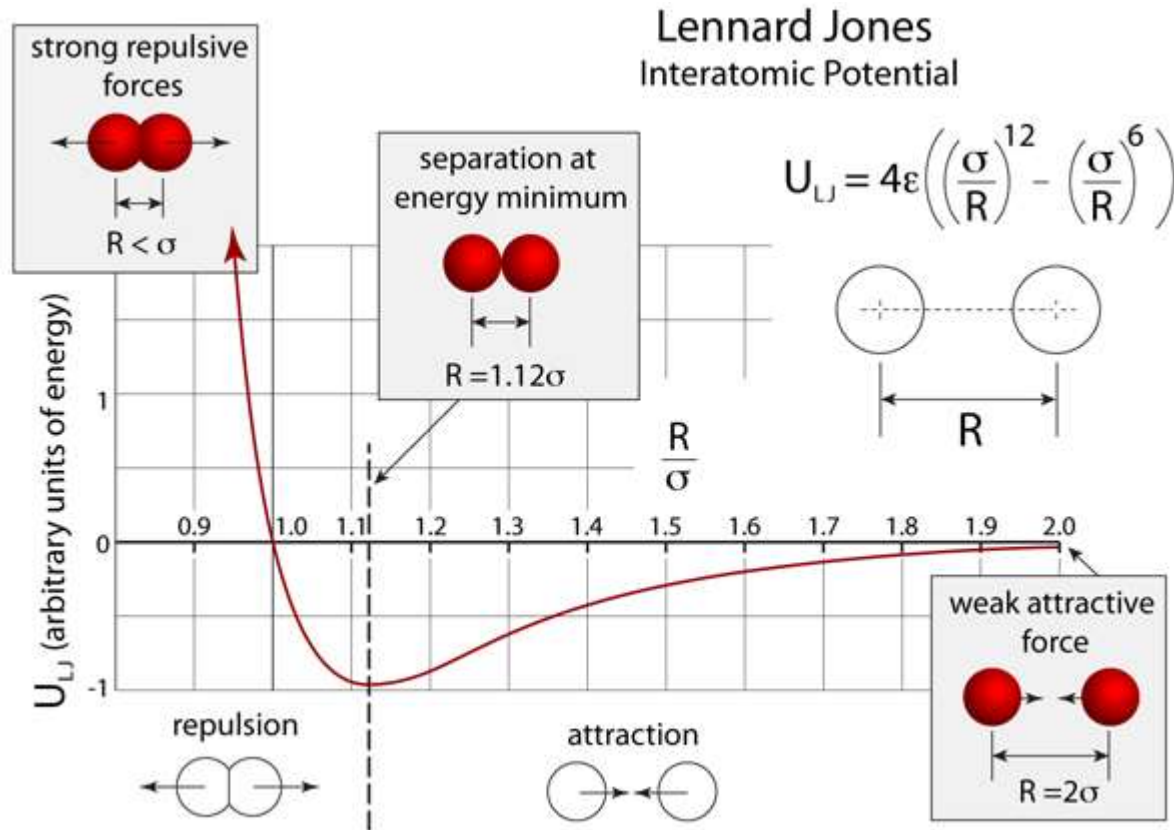 Lennard Jones
Interatomic Potential
strong repulsive
forces
R < σ
separation at
energy minimum
R =1.12σ
U_LJ = 4ε((σ/R)^12 - (σ/R)^6)
R
R/σ
U_LJ (arbitrary units of energy)
1
0
-1
0.9 1.0 1.1 1.2 1.3 1.4 1.5 1.6 1.7 1.8 1.9 2.0
weak attractive
force
R =2σ
repulsion
attraction